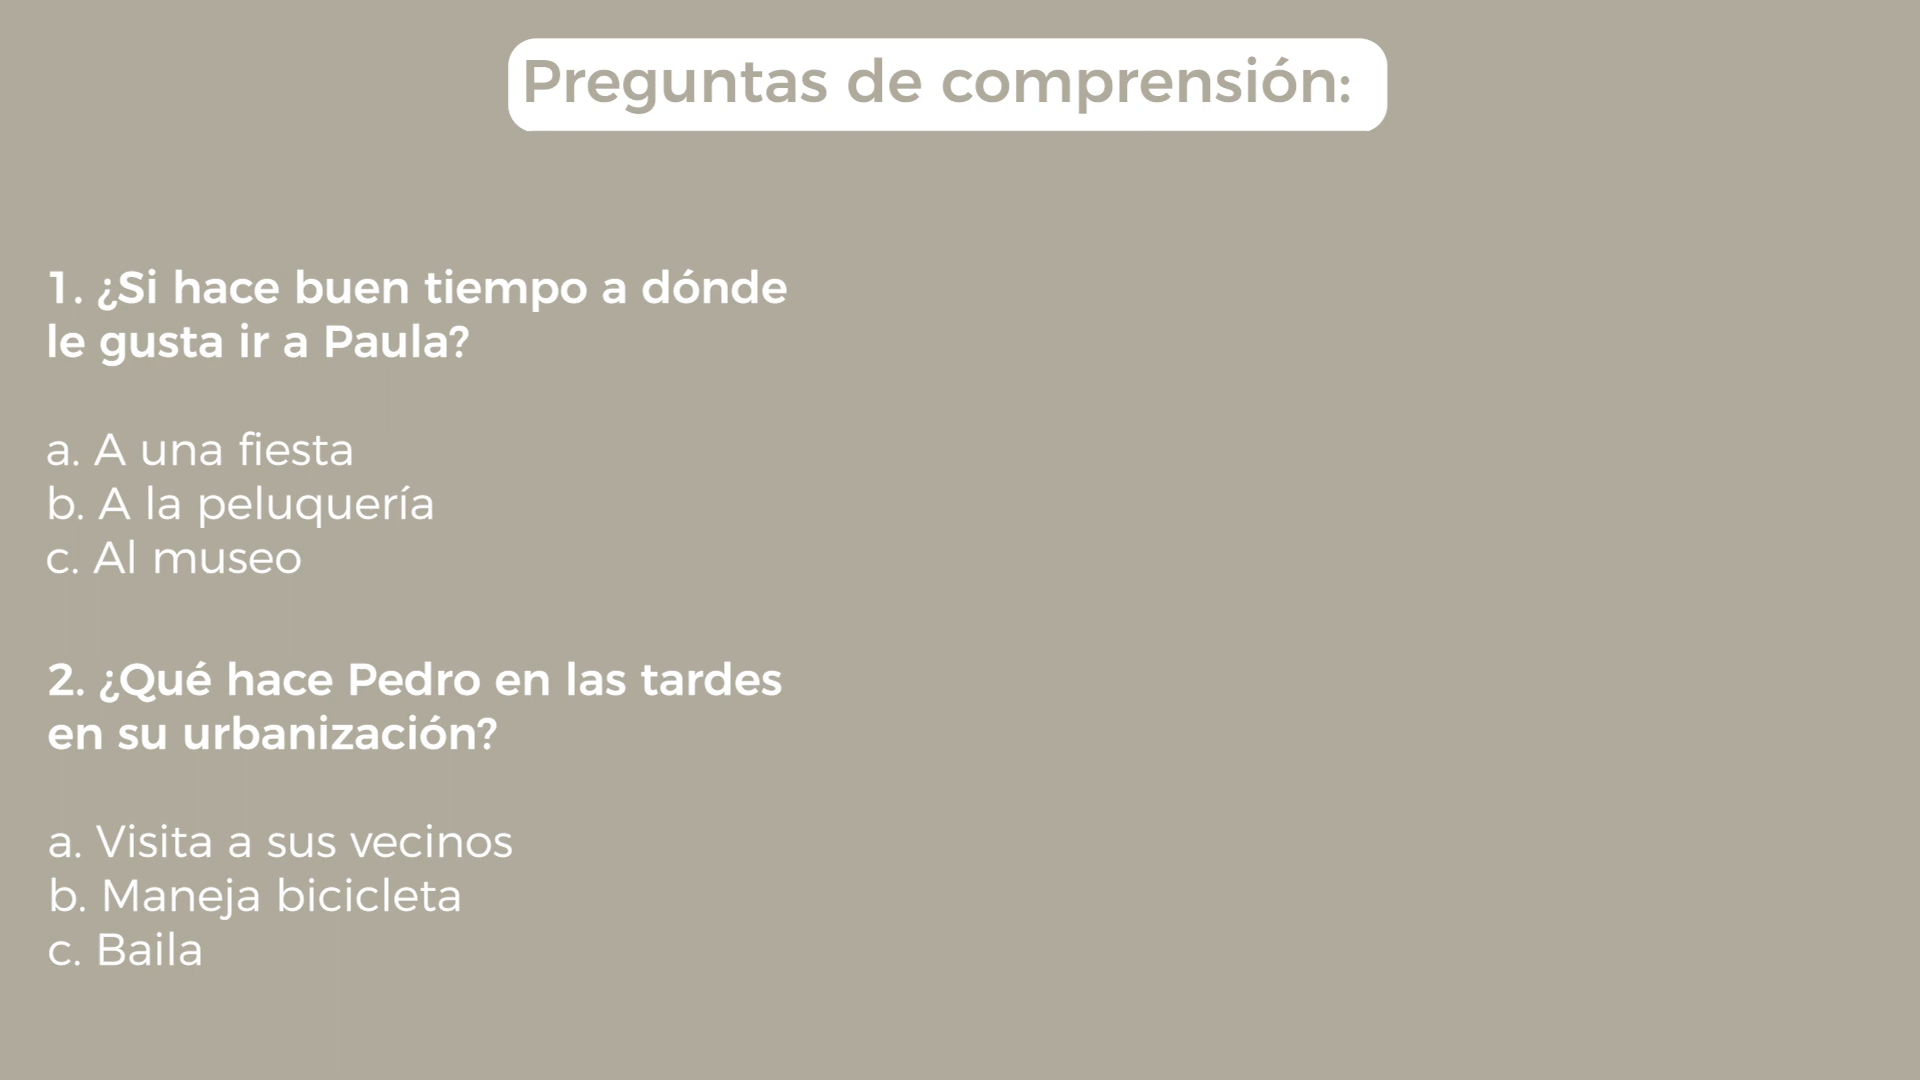 Preguntas de comprensión:
1. ¿Si hace buen tiempo a dónde
le gusta ir a Paula?
a. A una fiesta
b. A la peluquería
c. Al museo
2. ¿Qué hace Pedro en las tardes
en su urbanización?
a. Visita a sus vecinos
b. Maneja bicicleta
c. Baila